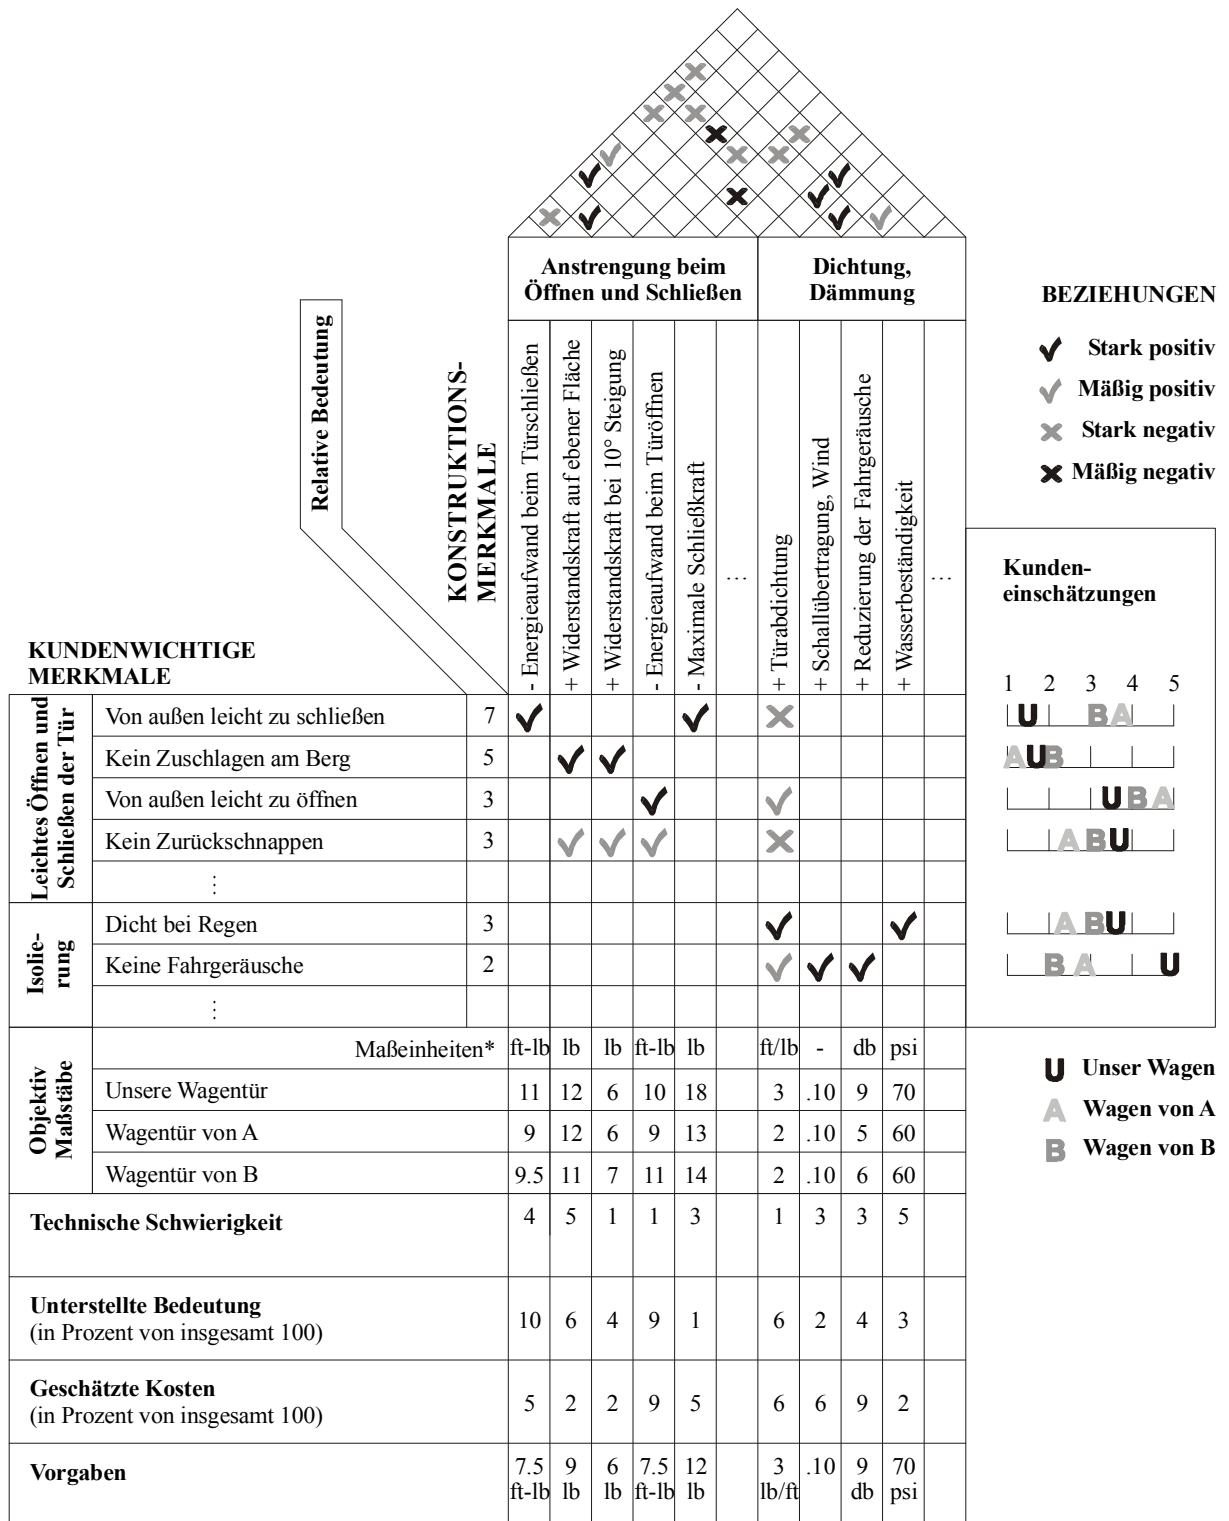 Anstrengung beim
Öffnen und Schließen
Dichtung,
Dämmung
BEZIEHUNGEN
Stark positiv
Mäßig positiv
Stark negativ
Mäßig negativ
Relative Bedeutung
KONSTRUKTIONS-
MERKMALE
- Energieaufwand beim Türschließen
+ Widerstandskraft auf ebener Fläche
+ Widerstandskraft bei 10° Steigung
- Energieaufwand beim Türöffnen
- Maximale Schließkraft
...
+ Türabdichtung
+ Schallübertragung, Wind
+ Reduzierung der Fahrgeräusche
+ Wasserbeständigkeit
...
Kunden-
einschätzungen
1 2 3 4 5
KUNDENWICHTIGE
MERKMALE
Leichtes Öffnen und
Schließen der Tür
Von außen leicht zu schließen 7 U B A
Kein Zuschlagen am Berg 5 A U B
Von außen leicht zu öffnen 3 U B A
Kein Zurückschnappen 3 A B U
...
Isolie-
rung
Dicht bei Regen 3 A B U
Keine Fahrgeräusche 2 B A U
...
Objektiv
Maßstäbe
Maßeinheiten* ft-lb lb lb ft-lb lb ft/lb - db psi
Unsere Wagentür 11 12 6 10 18 3 .10 9 70
Wagentür von A 9 12 6 9 13 2 .10 5 60
Wagentür von B 9.5 11 7 11 14 2 .10 6 60
U Unser Wagen
A Wagen von A
B Wagen von B
Technische Schwierigkeit 4 5 1 1 3 1 3 3 5
Unterstellte Bedeutung
(in Prozent von insgesamt 100) 10 6 4 9 1 6 2 4 3
Geschätzte Kosten
(in Prozent von insgesamt 100) 5 2 2 9 5 6 6 9 2
Vorgaben 7.5 9 6 7.5 12 3 .10 9 70
ft-lb lb lb ft-lb lb lb/ft db psi